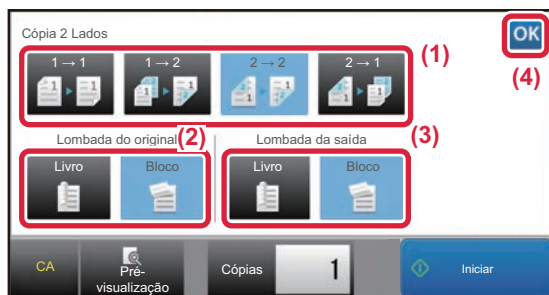 Cópia 2 Lados
OK
1 → 1
1 → 2
2 → 2
2 → 1
(1)
(4)
Lombada do original
(2)
Lombada da saída
(3)
Livro
Bloco
Livro
Bloco
CA
Pré-
visualização
Cópias
1
Iniciar